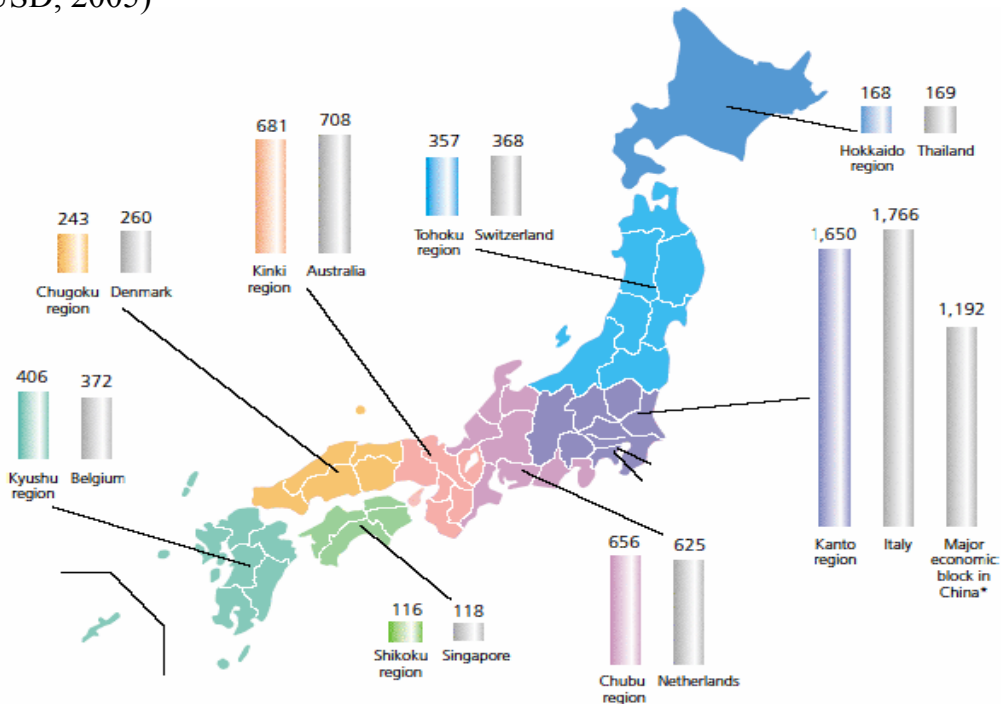 USD, 2005)
168 169
Hokkaido Thailand
region
681 708
Kinki Australia
region
357 368
Tohoku Switzerland
region
243 260
Chugoku Denmark
region
1,650 1,766 1,192
Kanto Italy Major
region economic
block in
China*
406 372
Kyushu Belgium
region
116 118
Shikoku Singapore
region
656 625
Chubu Netherlands
region